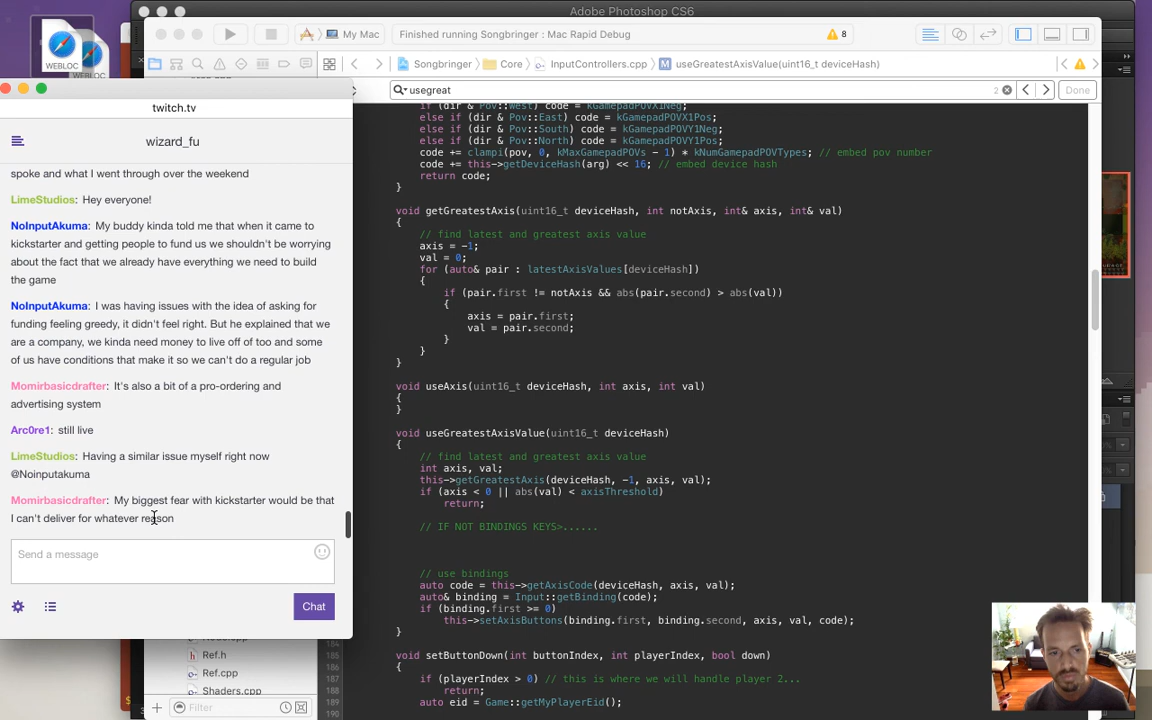 Adobe Photoshop CS6
My Mac
Finished running Songbringer : Mac Rapid Debug
8
WEBLOC
WEBLOC
Songbringer
Core
InputControllers.cpp
useGreatestAxisValue(uint16_t deviceHash)
usegreat
2
Done
twitch.tv
wizard_fu
spoke and what I went through over the weekend
LimeStudios: Hey everyone!
NoInputAkuma: My buddy kinda told me that when it came to
kickstarter and getting people to fund us we shouldn't be worrying
about the fact that we already have everything we need to build
the game
NoInputAkuma: I was having issues with the idea of asking for
funding feeling greedy, it didn't feel right. But he explained that we
are a company, we kinda need money to live off of too and some
of us have conditions that make it so we can't do a regular job
Momirbasicdrafter: It's also a bit of a pro-ordering and
advertising system
Arc0re1: still live
LimeStudios: Having a similar issue myself right now
@Noinputakuma
Momirbasicdrafter: My biggest fear with kickstarter would be that
I can't deliver for whatever reason
Send a message
Chat
if (dir & Pov::West) code = kGamepadPOVX1Neg;
else if (dir & Pov::East) code = kGamepadPOVX1Pos;
else if (dir & Pov::South) code = kGamepadPOVY1Neg;
else if (dir & Pov::North) code = kGamepadPOVY1Pos;
code += clampi(pov, 0, kMaxGamepadPOVs - 1) * kNumGamepadPOVTypes; // embed pov number
code += this->getDeviceHash(arg) << 16; // embed device hash
return code;
}
void getGreatestAxis(uint16_t deviceHash, int notAxis, int& axis, int& val)
{
// find latest and greatest axis value
axis = -1;
val = 0;
for (auto& pair : latestAxisValues[deviceHash])
{
if (pair.first != notAxis && abs(pair.second) > abs(val))
{
axis = pair.first;
val = pair.second;
}
}
}
void useAxis(uint16_t deviceHash, int axis, int val)
{
}
void useGreatestAxisValue(uint16_t deviceHash)
{
// find latest and greatest axis value
int axis, val;
this->getGreatestAxis(deviceHash, -1, axis, val);
if (axis < 0 || abs(val) < axisThreshold)
return;
// IF NOT BINDINGS KEYS>......
// use bindings
auto code = this->getAxisCode(deviceHash, axis, val);
auto& binding = Input::getBinding(code);
if (binding.first >= 0)
this->setAxisButtons(binding.first, binding.second, axis, val, code);
}
void setButtonDown(int buttonIndex, int playerIndex, bool down)
{
if (playerIndex > 0) // this is where we will handle player 2...
return;
auto eid = Game::getMyPlayerEid();
184
185
186
187
188
189
190
Ref.h
Ref.cpp
Shaders.cpp
Filter